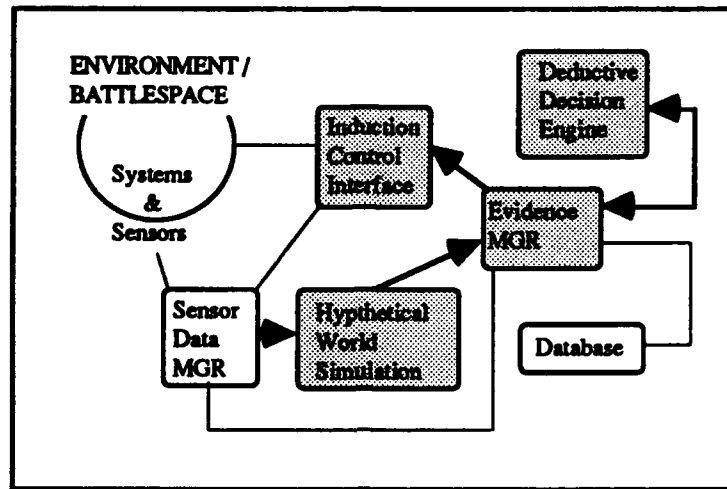 ENVIRONMENT /
BATTLESPACE
Systems
&
Sensors
Induction
Control
Interface
Deductive
Decision
Engine
Evidence
MGR
Sensor
Data
MGR
Hypthetical
World
Simulation
Database